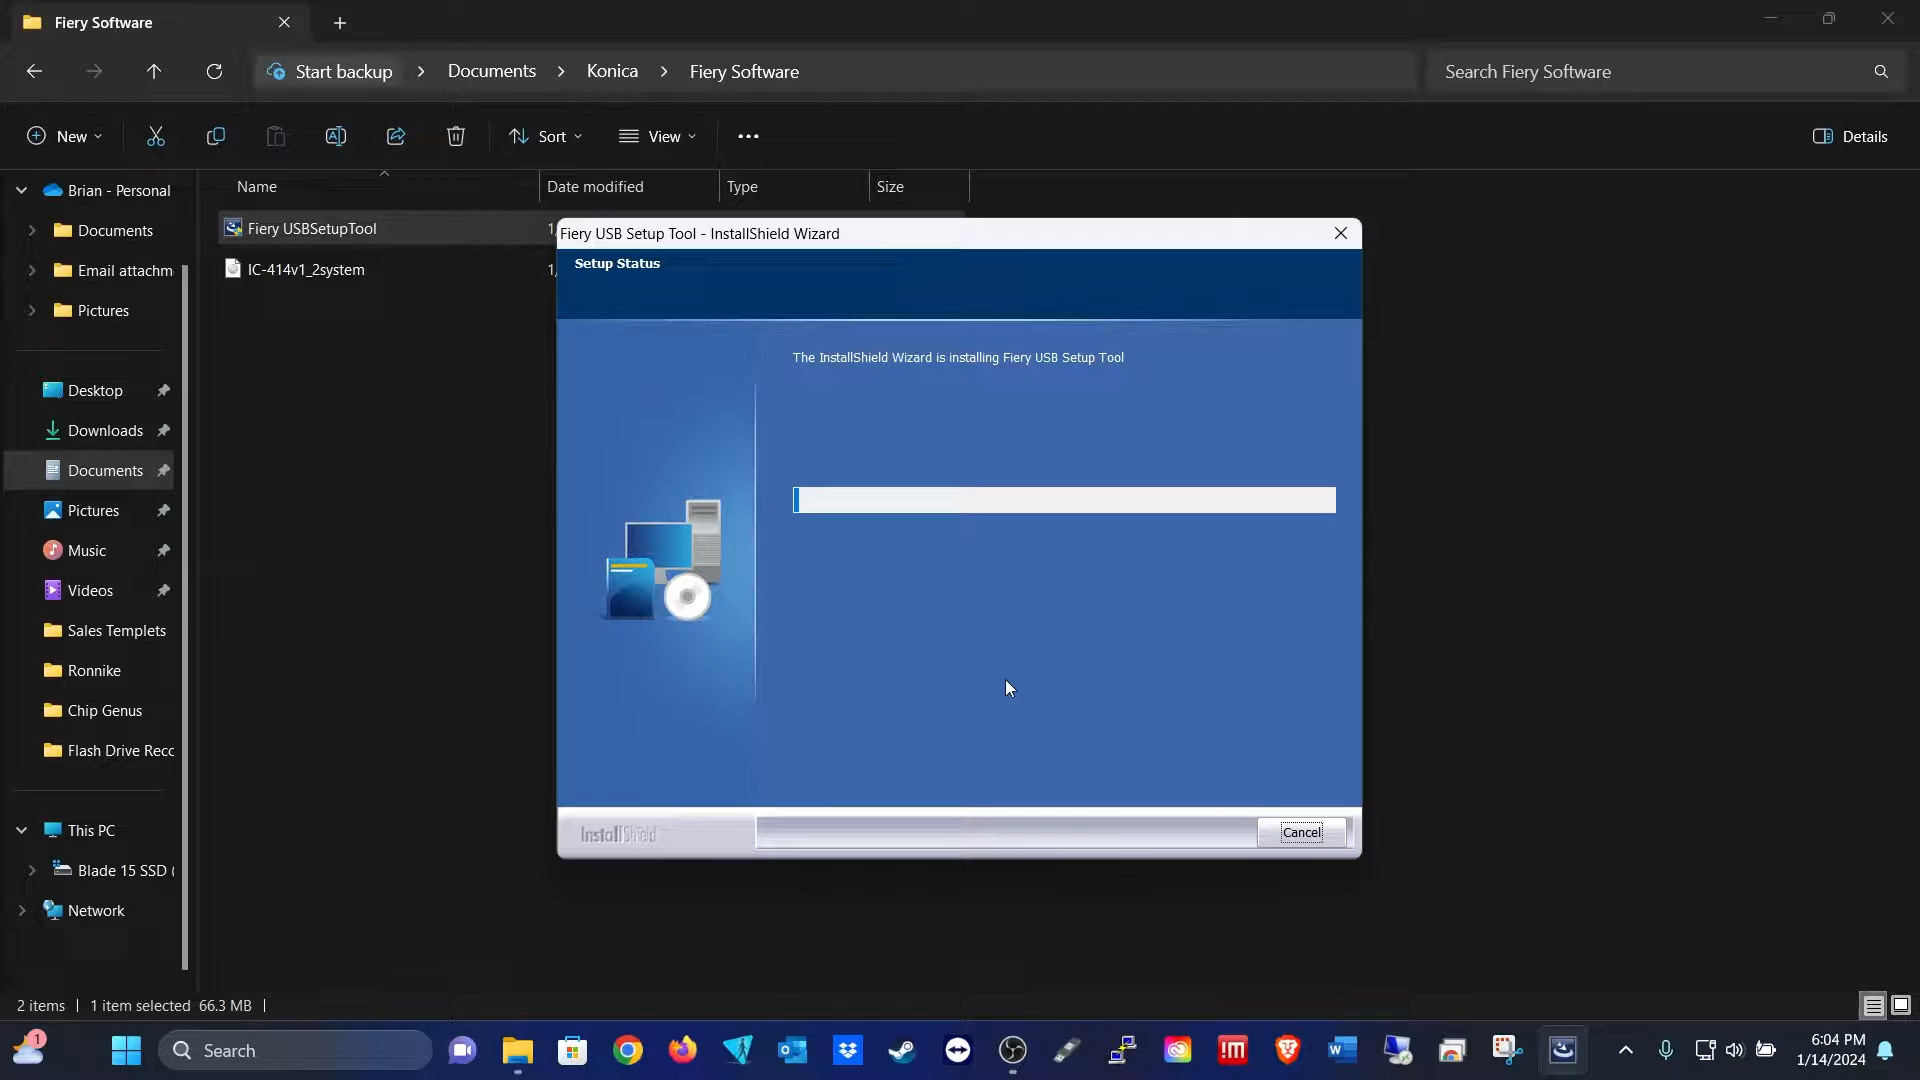 Fiery Software
Start backup > Documents > Konica > Fiery Software
Search Fiery Software
New
Sort
View
Details
Brian - Personal
Documents
Email attachm
Pictures
Desktop
Downloads
Documents
Pictures
Music
Videos
Sales Templets
Ronnike
Chip Genus
Flash Drive Recc
This PC
Blade 15 SSD (
Network
Name
Date modified
Type
Size
Fiery USBSetupTool
IC-414v1_2system
Fiery USB Setup Tool - InstallShield Wizard
Setup Status
The InstallShield Wizard is installing Fiery USB Setup Tool
InstallShield
Cancel
2 items | 1 item selected 66.3 MB |
1
Search
6:04 PM
1/14/2024